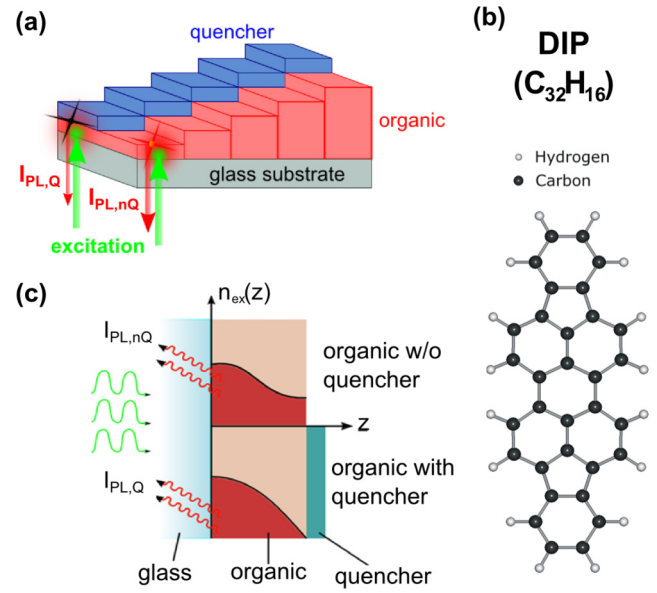 (a)
quencher
organic
glass substrate
I_PL,Q
I_PL,nQ
excitation
(b)
DIP
(C₃₂H₁₆)
Hydrogen
Carbon
(c)
n_ex(z)
I_PL,nQ
organic w/o
quencher
z
organic with
quencher
I_PL,Q
glass
organic
quencher